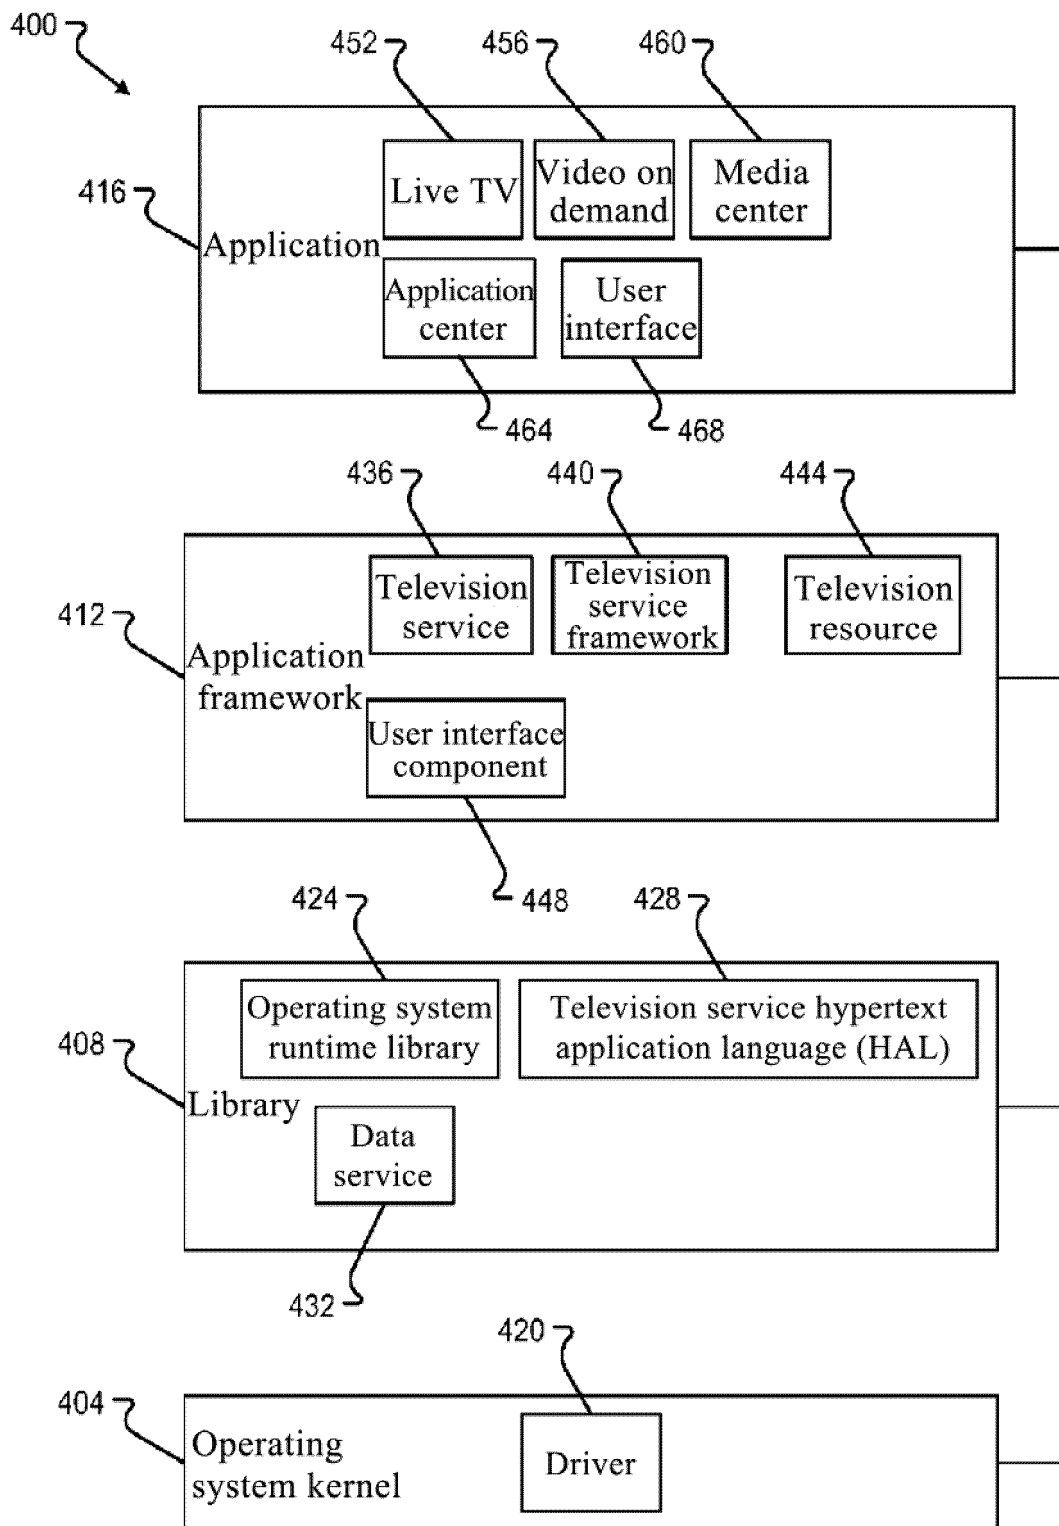 400
452
456
460
416
Application
Live TV
Video on
demand
Media
center
Application
center
User
interface
464
468
436
440
444
412
Application
framework
Television
service
Television
service
framework
Television
resource
User interface
component
448
424
428
408
Library
Operating system
runtime library
Television service hypertext
application language (HAL)
Data
service
432
420
404
Operating
system kernel
Driver